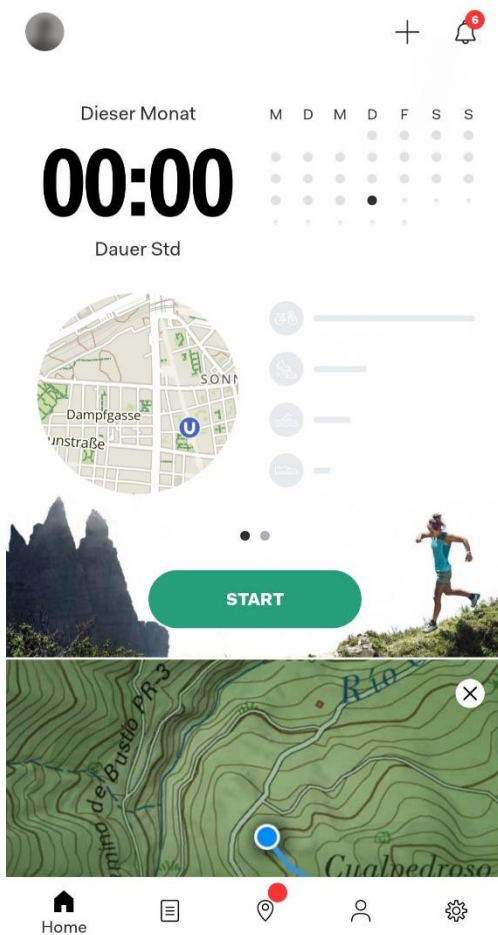 6
Dieser Monat
M D M D F S S
00:00
Dauer Std
SONN
Dampfgasse
U
unstraße
START
Río
Camino de Bustio PR-3
Cualpedroso
Home